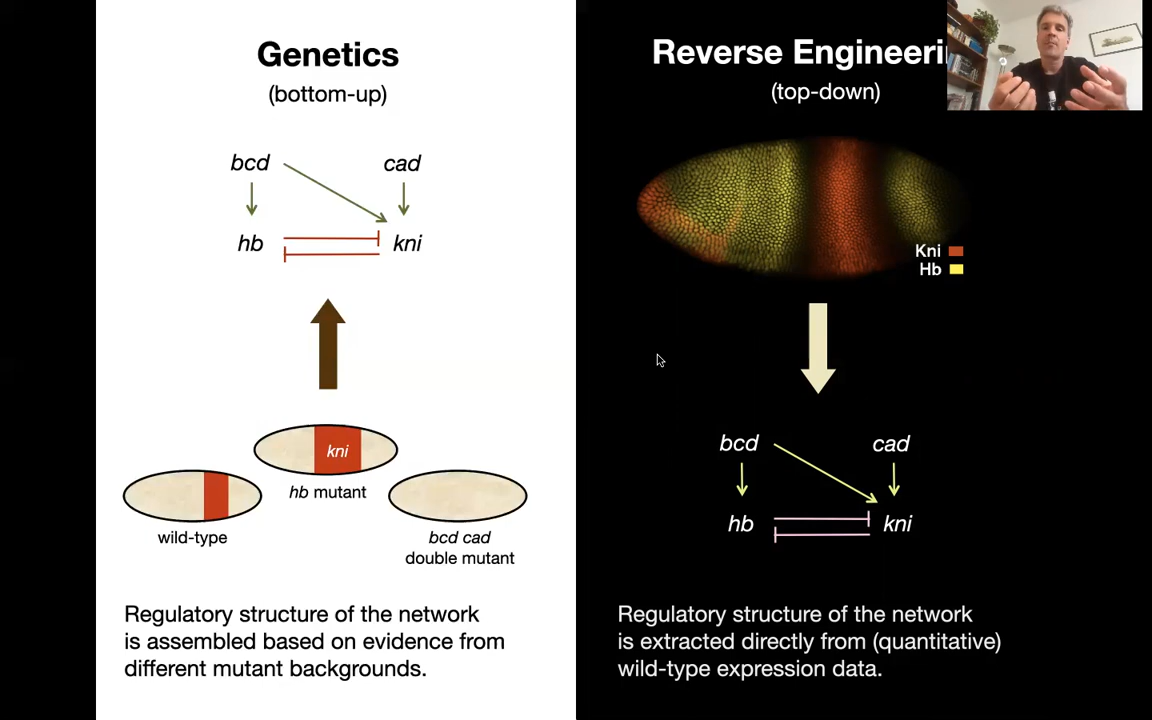 Genetics
(bottom-up)
bcd
cad
hb
kni
kni
hb mutant
wild-type
bcd cad
double mutant
Regulatory structure of the network
is assembled based on evidence from
different mutant backgrounds.
Reverse Engineeri
(top-down)
Kni
Hb
bcd
cad
hb
kni
Regulatory structure of the network
is extracted directly from (quantitative)
wild-type expression data.